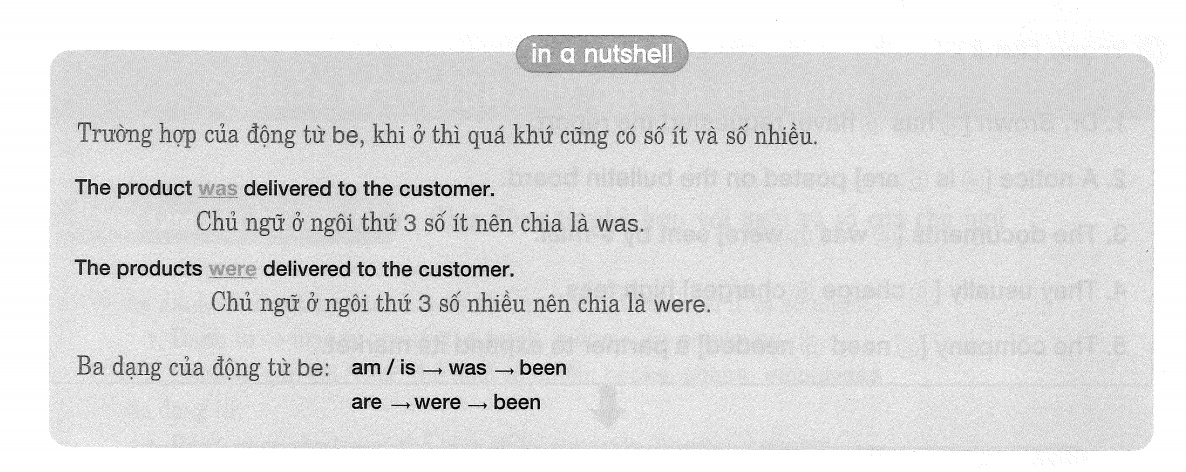 in a nutshell
Trường hợp của động từ be, khi ở thì quá khứ cũng có số ít và số nhiều.
The product was delivered to the customer.
Chủ ngữ ở ngôi thứ 3 số ít nên chia là was.
The products were delivered to the customer.
Chủ ngữ ở ngôi thứ 3 số nhiều nên chia là were.
Ba dạng của động từ be: am / is → was → been
are → were → been